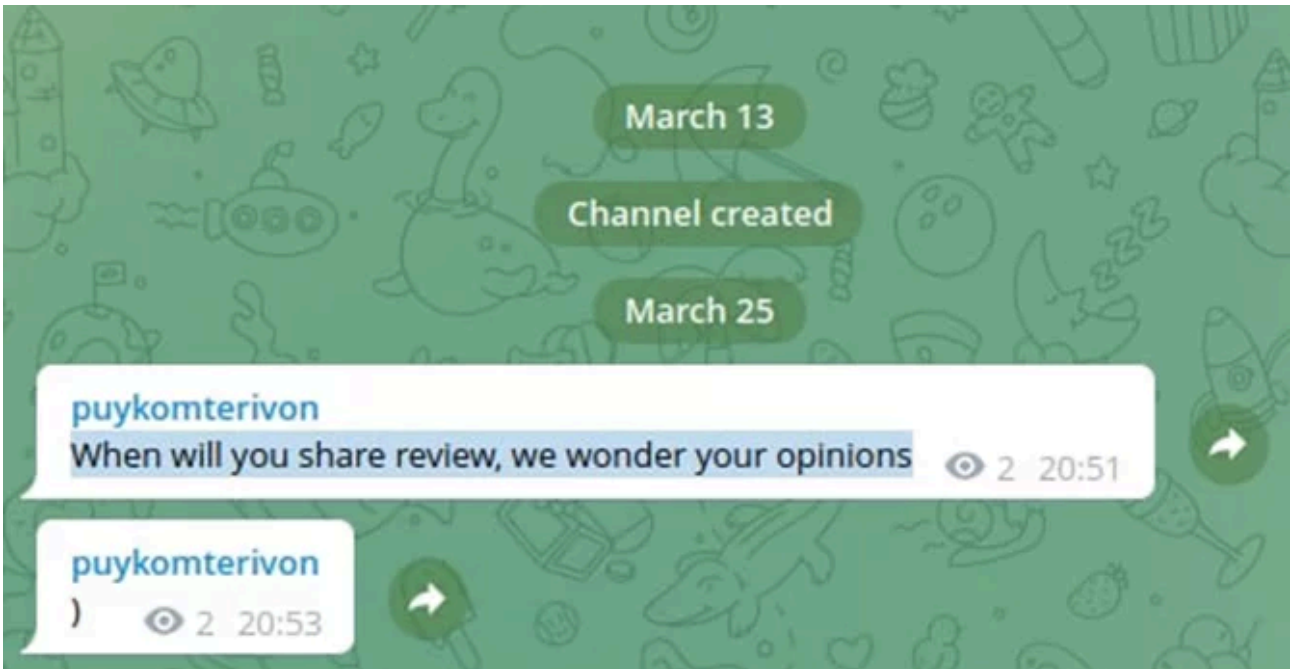 March 13
Channel created
March 25
puykomterivon
When will you share review, we wonder your opinions 2 20:51
puykomterivon
) 2 20:53